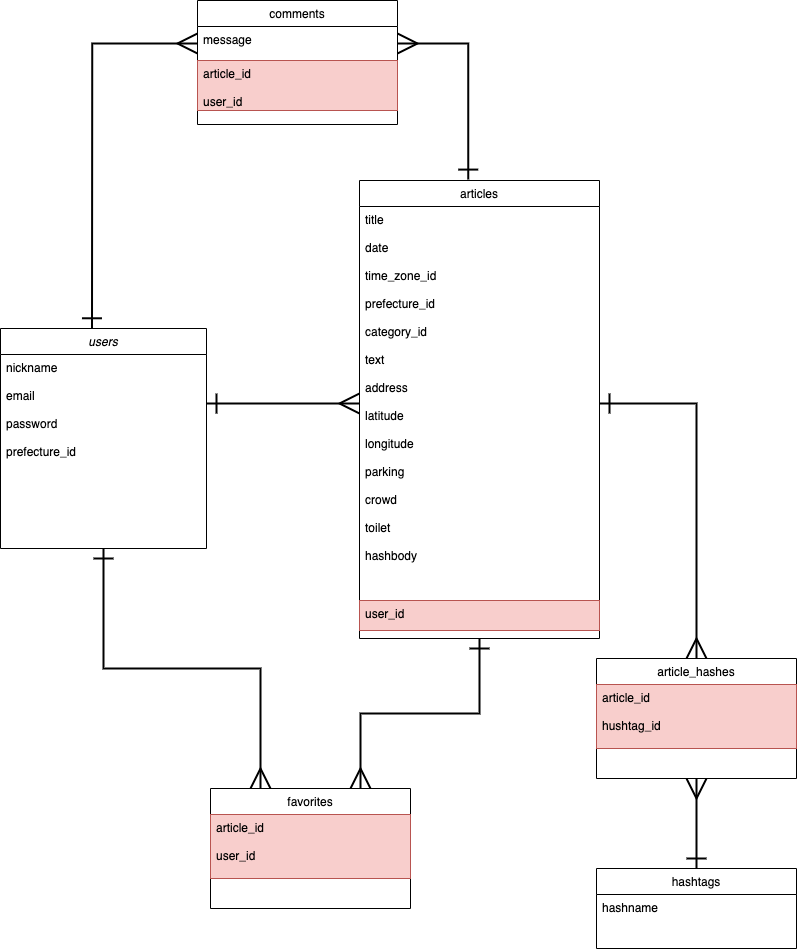 comments
message
article_id
user_id
articles
title
date
time_zone_id
prefecture_id
category_id
text
address
latitude
longitude
parking
crowd
toilet
hashbody
user_id
users
nickname
email
password
prefecture_id
article_hashes
article_id
hushtag_id
favorites
article_id
user_id
hashtags
hashname